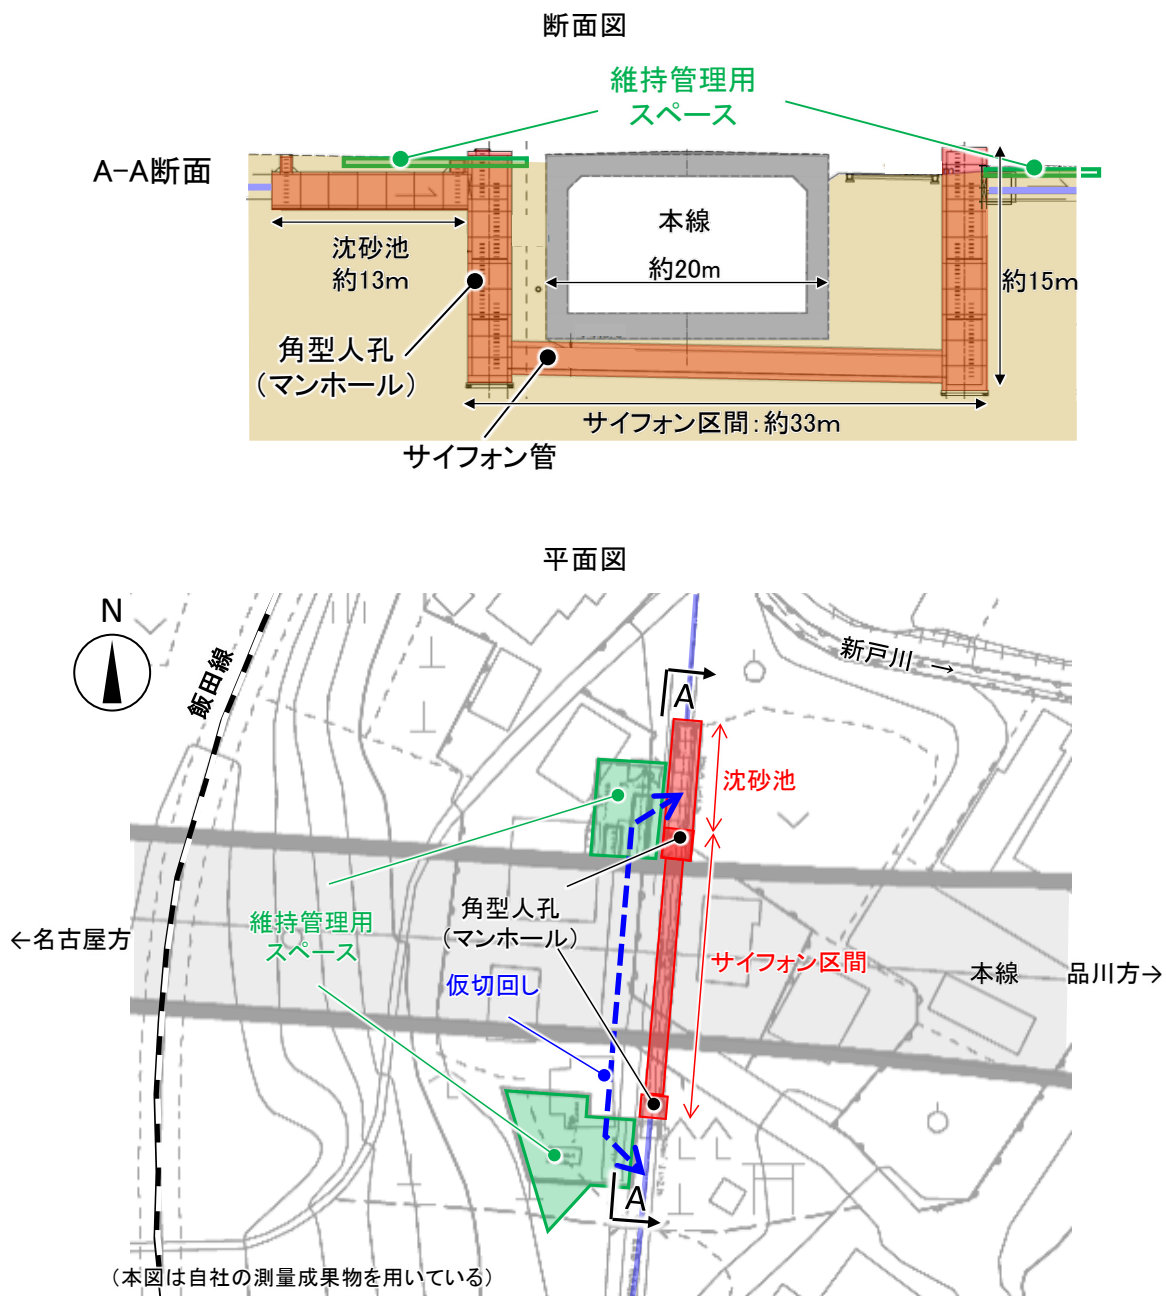 断面図
維持管理用
スペース
A-A断面
本線
約20m
沈砂池
約13m
約15m
角型人孔
（マンホール）
サイフォン区間：約33m
サイフォン管
平面図
N
飯田線
新戸川 →
A
沈砂池
角型人孔
（マンホール）
維持管理用
スペース
←名古屋方
サイフォン区間
本線
品川方→
仮切回し
A
（本図は自社の測量成果物を用いている）